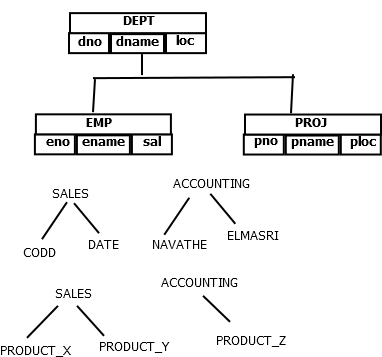 DEPT
dno dname loc
EMP PROJ
eno ename sal pno pname ploc
SALES ACCOUNTING
CODD DATE NAVATHE ELMASRI
SALES ACCOUNTING
PRODUCT_X PRODUCT_Y PRODUCT_Z